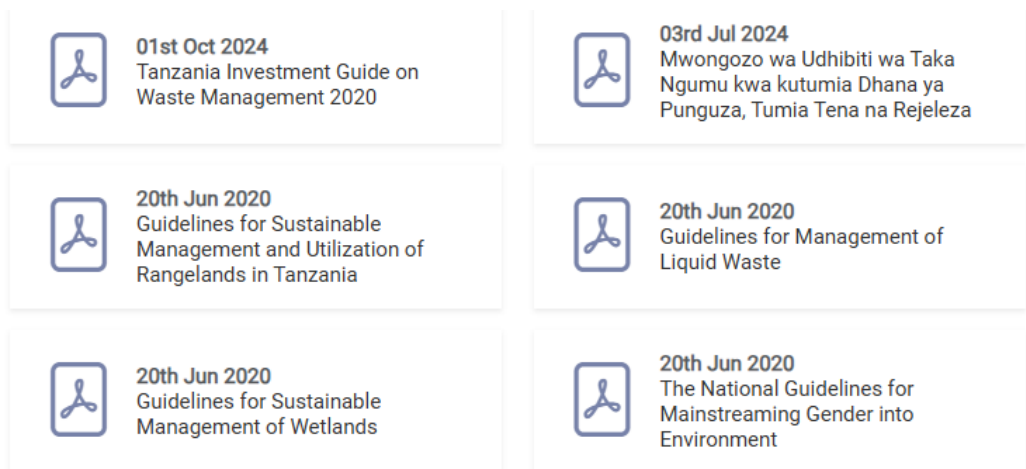 01st Oct 2024
Tanzania Investment Guide on
Waste Management 2020
03rd Jul 2024
Mwongozo wa Udhibiti wa Taka
Ngumu kwa kutumia Dhana ya
Punguza, Tumia Tena na Rejeleza
20th Jun 2020
Guidelines for Sustainable
Management and Utilization of
Rangelands in Tanzania
20th Jun 2020
Guidelines for Management of
Liquid Waste
20th Jun 2020
Guidelines for Sustainable
Management of Wetlands
20th Jun 2020
The National Guidelines for
Mainstreaming Gender into
Environment